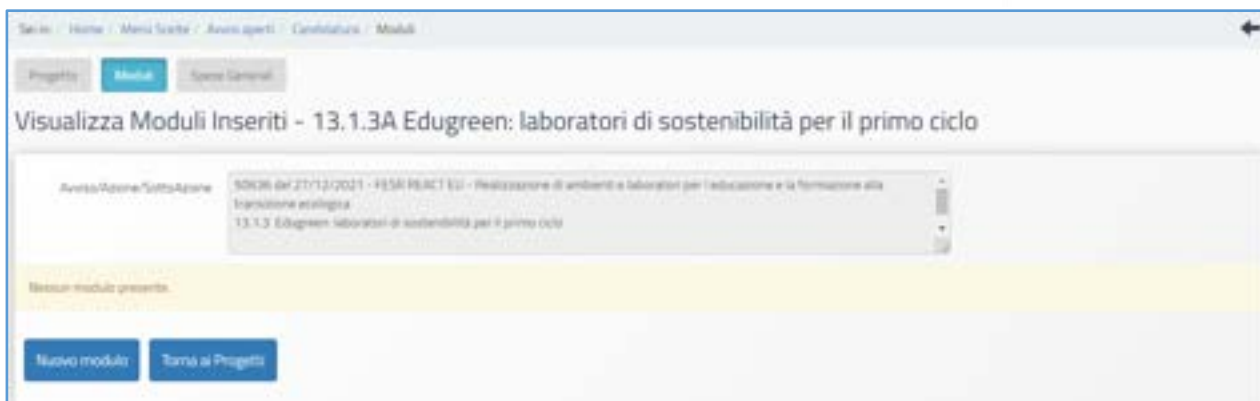 Sei in: / Home / Menù Scelte / Avvisi aperti / Candidatura / Moduli
Progetto Moduli Spese Generali
Visualizza Moduli Inseriti - 13.1.3A Edugreen: laboratori di sostenibilità per il primo ciclo
Avviso/Azione/SottoAzione
50636 del 27/12/2021 - FESR REACT EU - Realizzazione di ambienti e laboratori per l'educazione e la formazione alla
transizione ecologica
13.1.3 Edugreen: laboratori di sostenibilità per il primo ciclo
Nessun modulo presente.
Nuovo modulo Torna ai Progetti